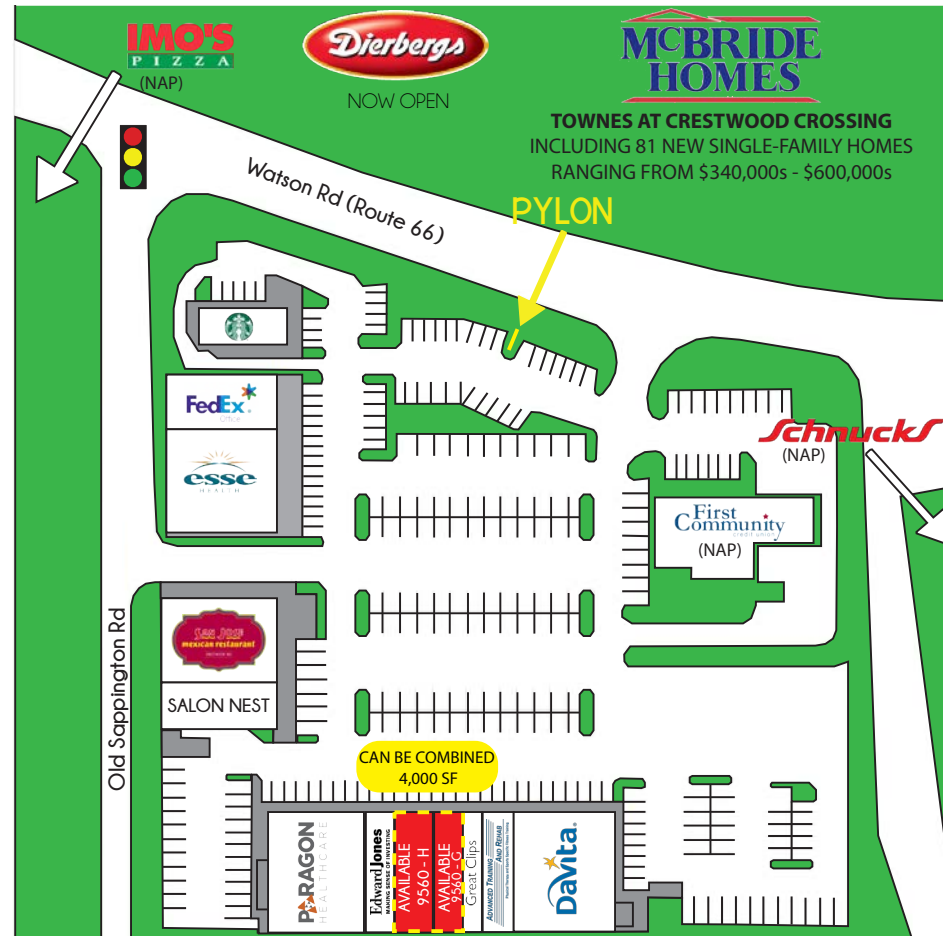 IMO'S
PIZZA
(NAP)
Dierbergs
NOW OPEN
McBRIDE
HOMES
TOWNES AT CRESTWOOD CROSSING
INCLUDING 81 NEW SINGLE-FAMILY HOMES
RANGING FROM $340,000s - $600,000s
Watson Rd (Route 66)
PYLON
FedEx
Office
esse
HEALTH
Schnucks
(NAP)
First
Community
credit union
(NAP)
San José
mexican restaurant
SALON NEST
Old Sappington Rd
CAN BE COMBINED
4,000 SF
PARAGON
HEALTHCARE
Edward Jones
MAKING SENSE OF INVESTING
AVAILABLE
9560 - H
AVAILABLE
9560 - G
Great Clips
ADVANCED TRAINING AND REHAB
DaVita.